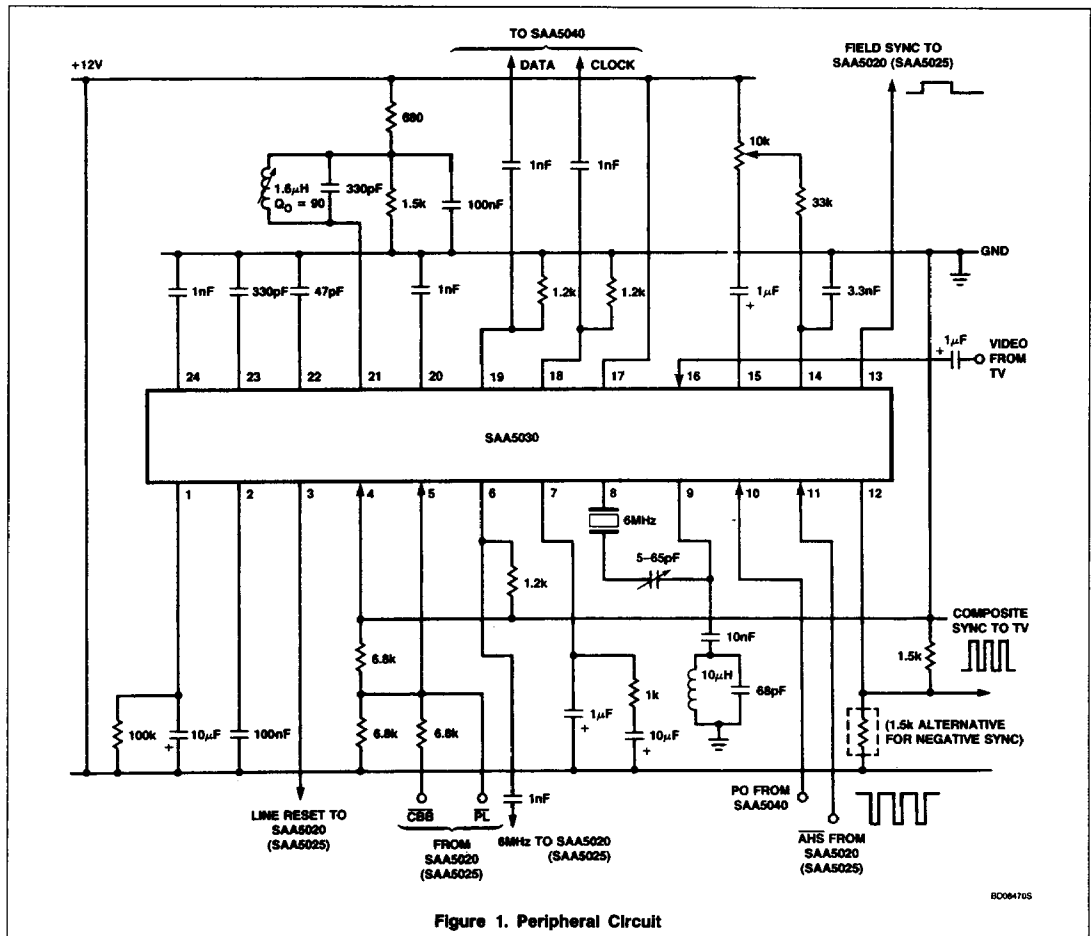 TO SAA5040
FIELD SYNC TO
SAA5020 (SAA5025)
+12V
DATA
CLOCK
680
10k
1nF
1nF
1.6μH
Q_O = 90
330pF
1.5k
100nF
33k
GND
1nF
330pF
47pF
1nF
1.2k
1.2k
1μF
+
3.3nF
1μF
+
VIDEO
FROM
TV
24
23
22
21
20
19
18
17
16
15
14
13
SAA5030
1
2
3
4
5
6
7
8
9
10
11
12
6MHz
5–65pF
1.2k
COMPOSITE
SYNC TO TV
10nF
1.5k
6.8k
10μH
68pF
1k
100k
10μF
+
100nF
6.8k
6.8k
1μF
+
10μF
+
(1.5k ALTERNATIVE
FOR NEGATIVE SYNC)
1nF
LINE RESET TO
SAA5020
(SAA5025)
CBB
PL
FROM
SAA5020
(SAA5025)
6MHz TO SAA5020
(SAA5025)
PO FROM
SAA5040
AHS FROM
SAA5020
(SAA5025)
BD08470S
Figure 1. Peripheral Circuit